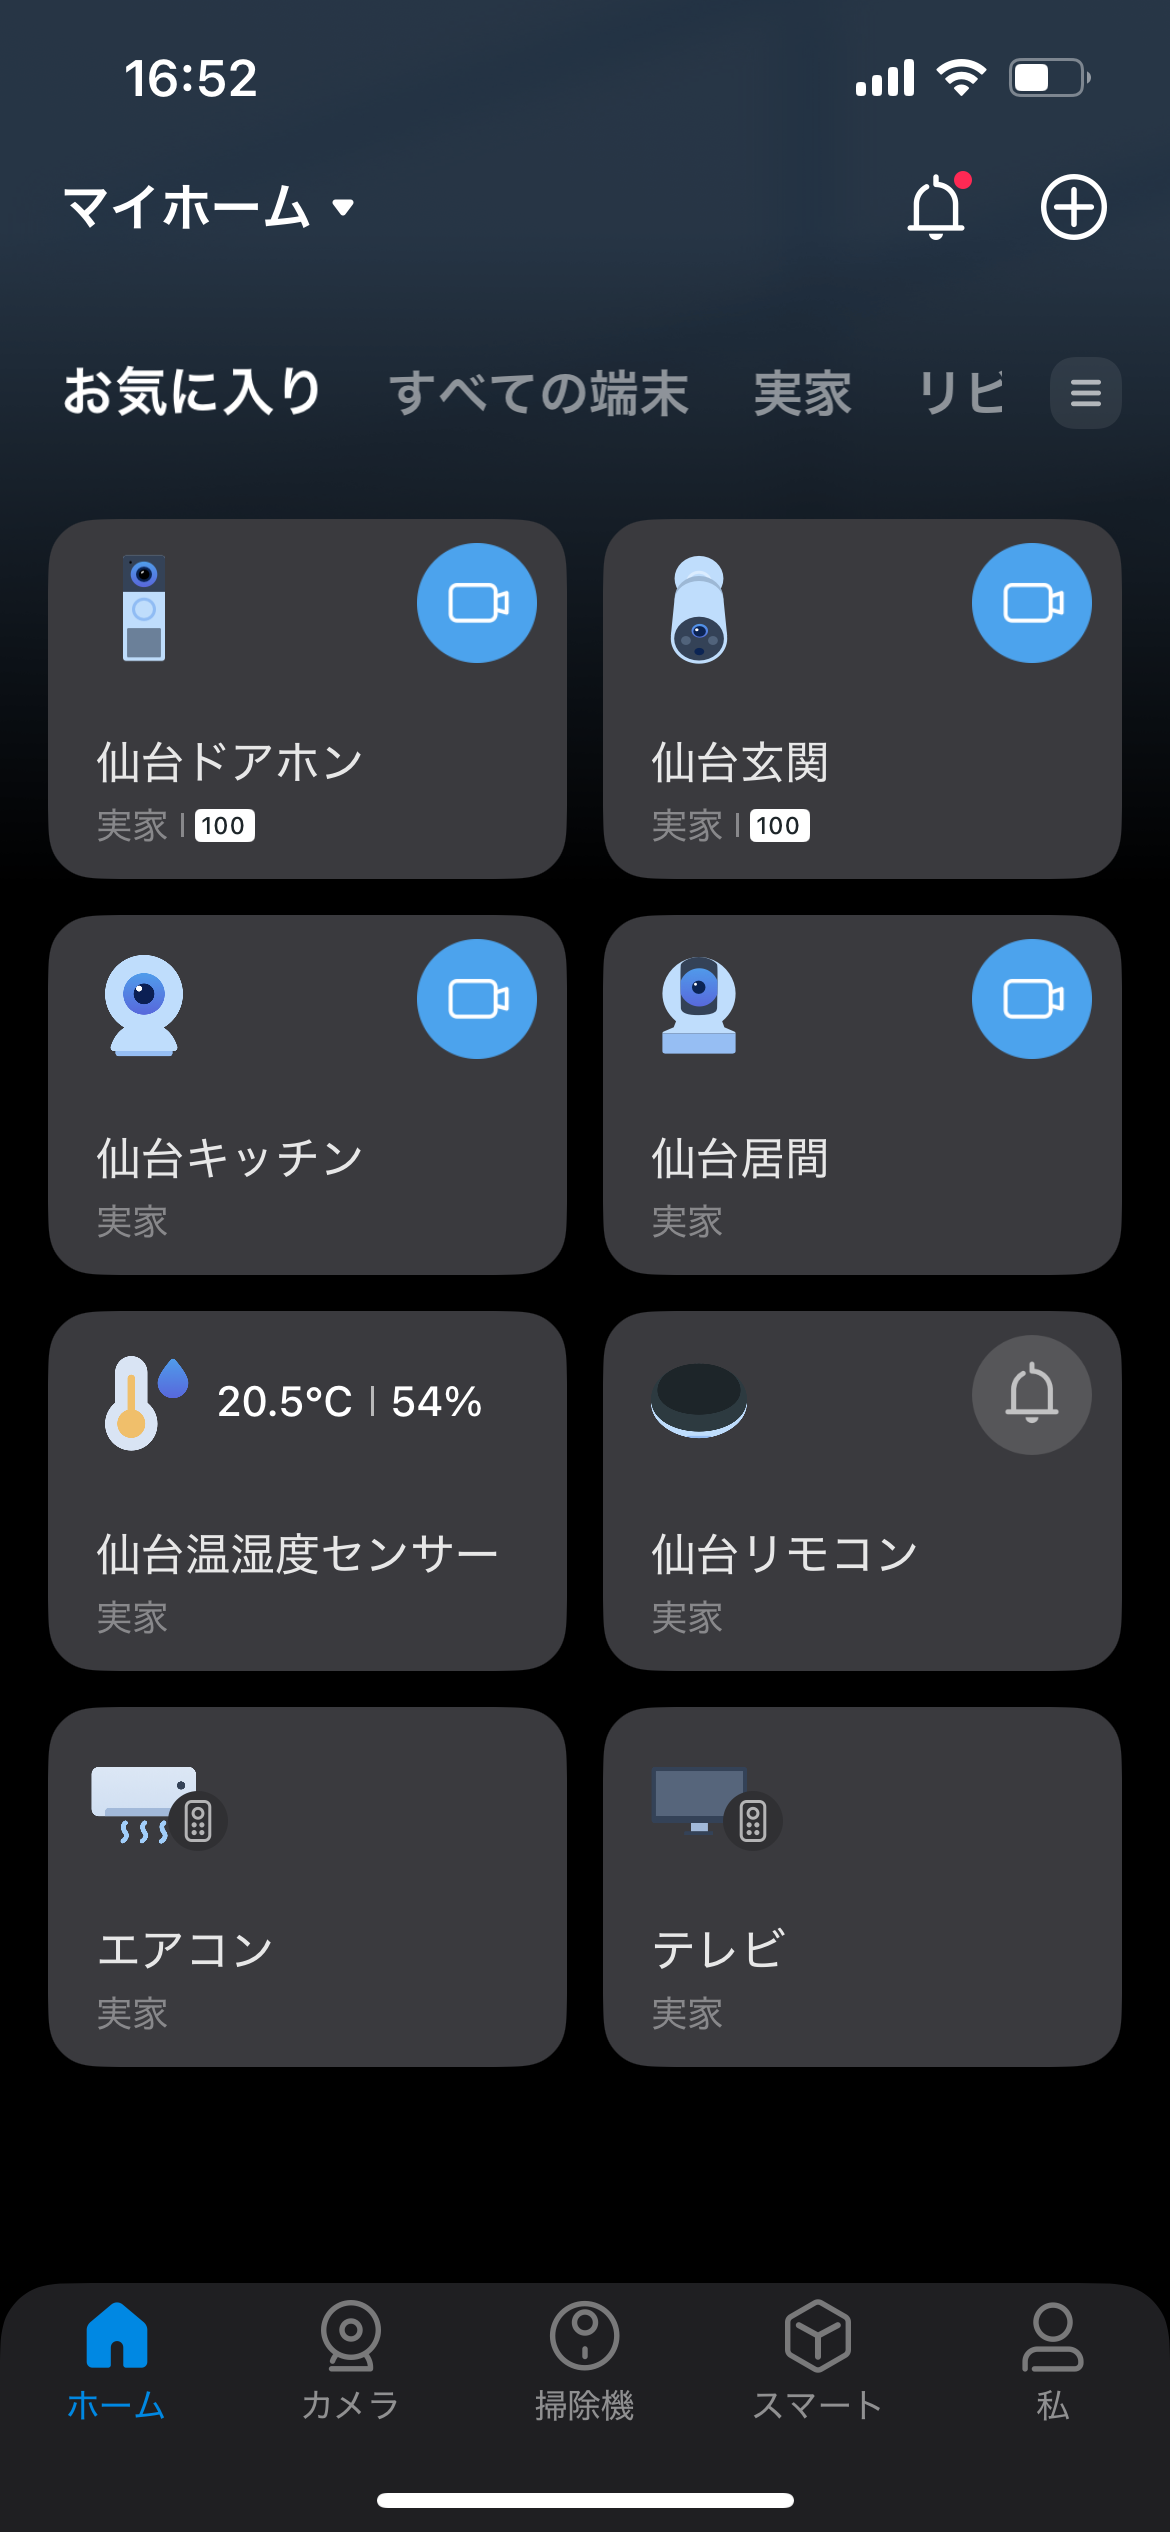 16:52
マイホーム
お気に入り すべての端末 実家 リビ
仙台ドアホン
実家 | 100
仙台玄関
実家 | 100
仙台キッチン
実家
仙台居間
実家
20.5°C | 54%
仙台温湿度センサー
実家
仙台リモコン
実家
エアコン
実家
テレビ
実家
ホーム カメラ 掃除機 スマート 私